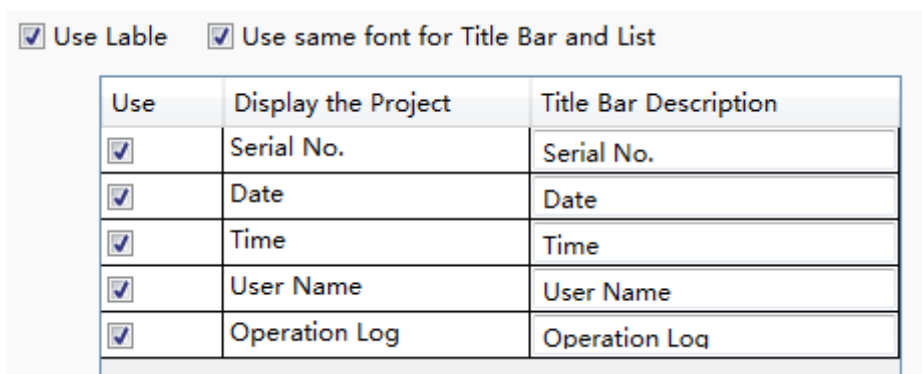 Use Lable Use same font for Title Bar and List
Use Display the Project Title Bar Description
Serial No. Serial No.
Date Date
Time Time
User Name User Name
Operation Log Operation Log